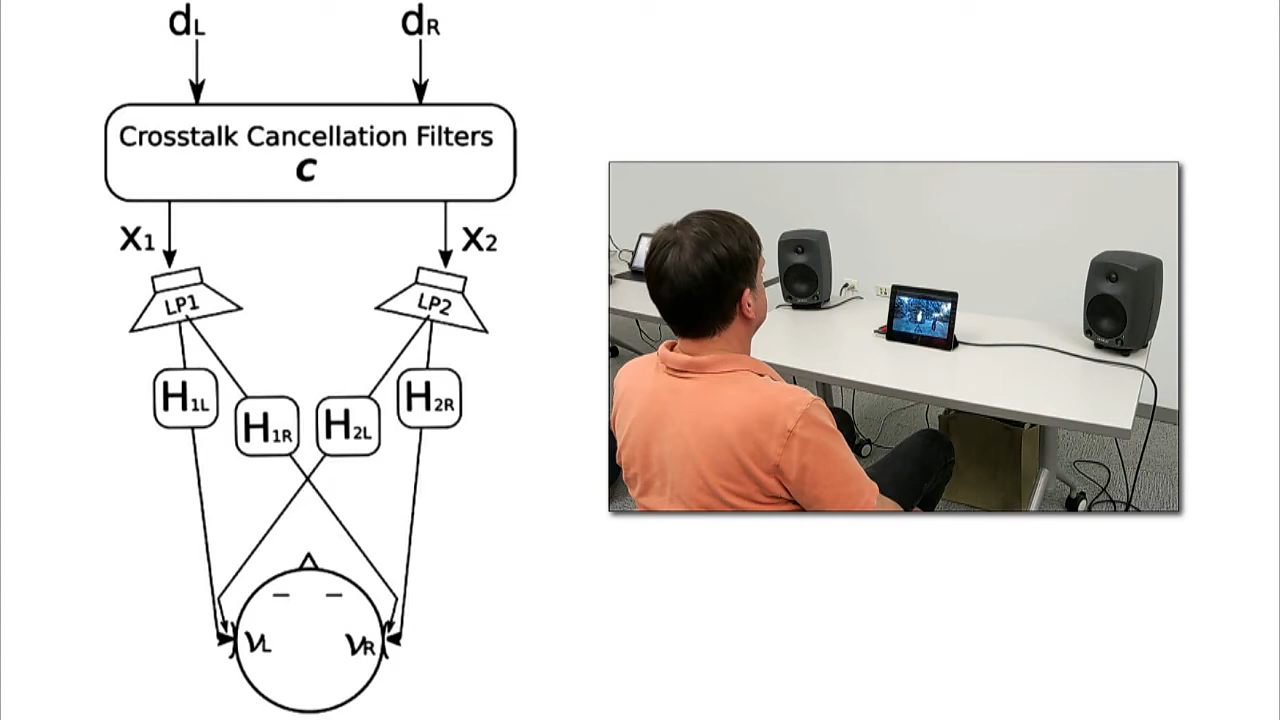 dL
dR
Crosstalk Cancellation Filters
C
X1
X2
LP1
LP2
H1L
H1R
H2L
H2R
VL
VR